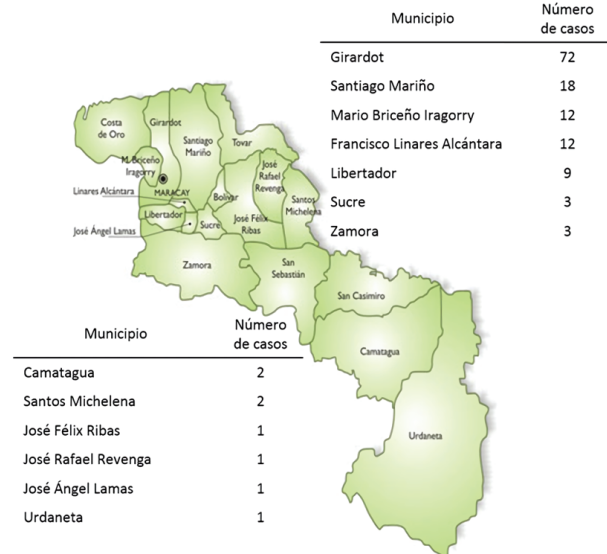 Municipio Número de casos
Girardot 72
Santiago Mariño 18
Mario Briceño Iragorry 12
Francisco Linares Alcántara 12
Libertador 9
Sucre 3
Zamora 3
Costa de Oro
Girardot
Santiago Mariño
Tovar
M. Briceño Iragorry
MARACAY
Linares Alcántara
José Rafael Revenga
Bolívar
Santos Michelena
Libertador
José Félix Ribas
Sucre
José Ángel Lamas
Zamora
San Sebastián
San Casimiro
Camatagua
Urdaneta
Municipio Número de casos
Camatagua 2
Santos Michelena 2
José Félix Ribas 1
José Rafael Revenga 1
José Ángel Lamas 1
Urdaneta 1